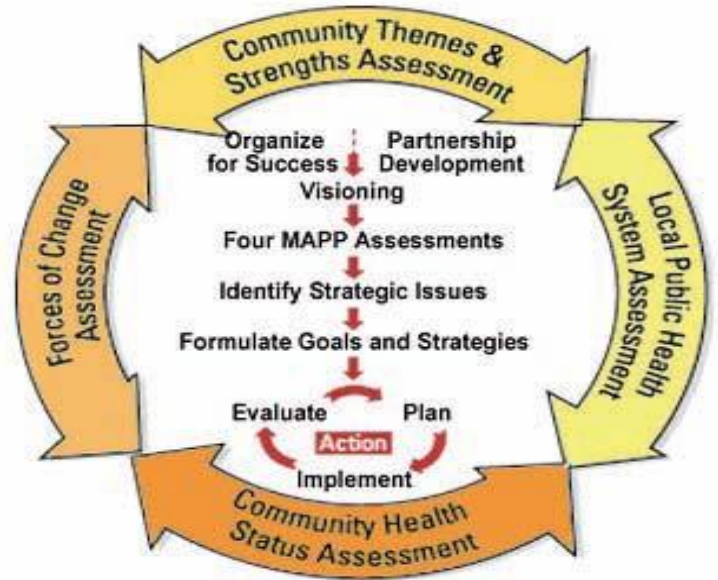 Community Themes &
Strengths Assessment
Organize
for Success
Partnership
Development
Visioning
Four MAPP Assessments
Identify Strategic Issues
Formulate Goals and Strategies
Evaluate
Plan
Action
Implement
Forces of Change
Assessment
Local Public Health
System Assessment
Community Health
Status Assessment